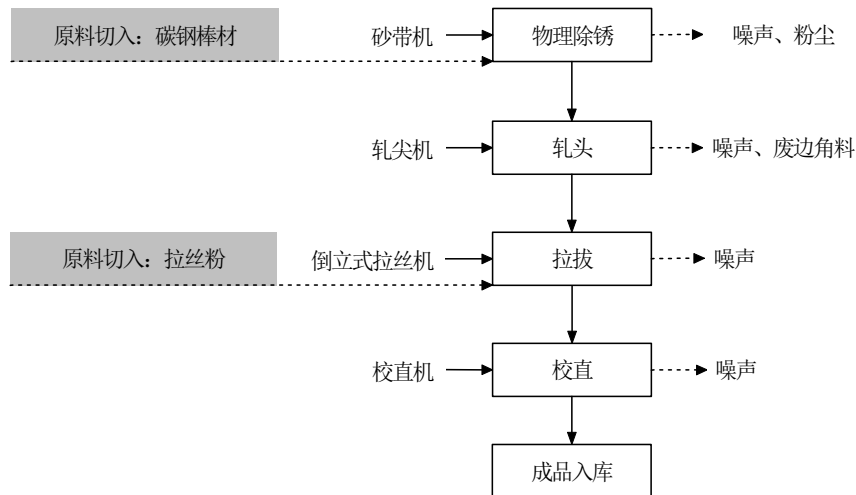 原料切入：碳钢棒材
砂带机
物理除锈
噪声、粉尘
轧尖机
轧头
噪声、废边角料
原料切入：拉丝粉
倒立式拉丝机
拉拔
噪声
校直机
校直
噪声
成品入库